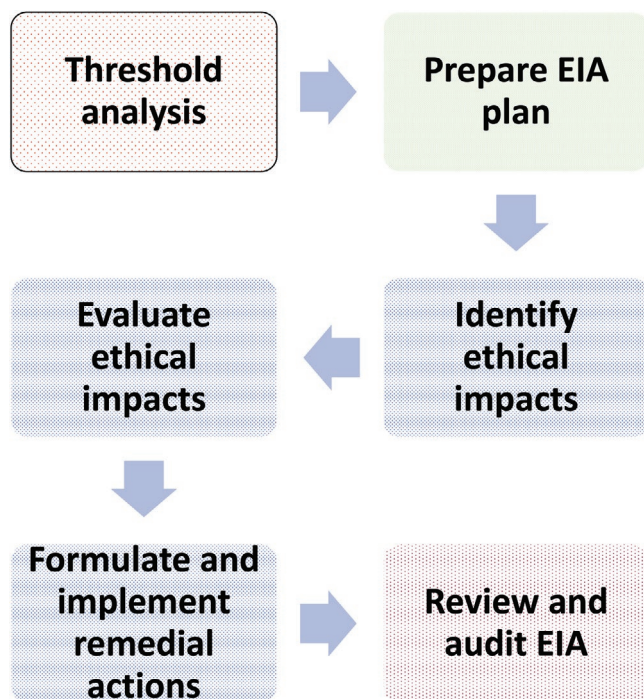 Threshold
analysis
Prepare EIA
plan
Identify
ethical
impacts
Evaluate
ethical
impacts
Formulate and
implement
remedial
actions
Review and
audit EIA